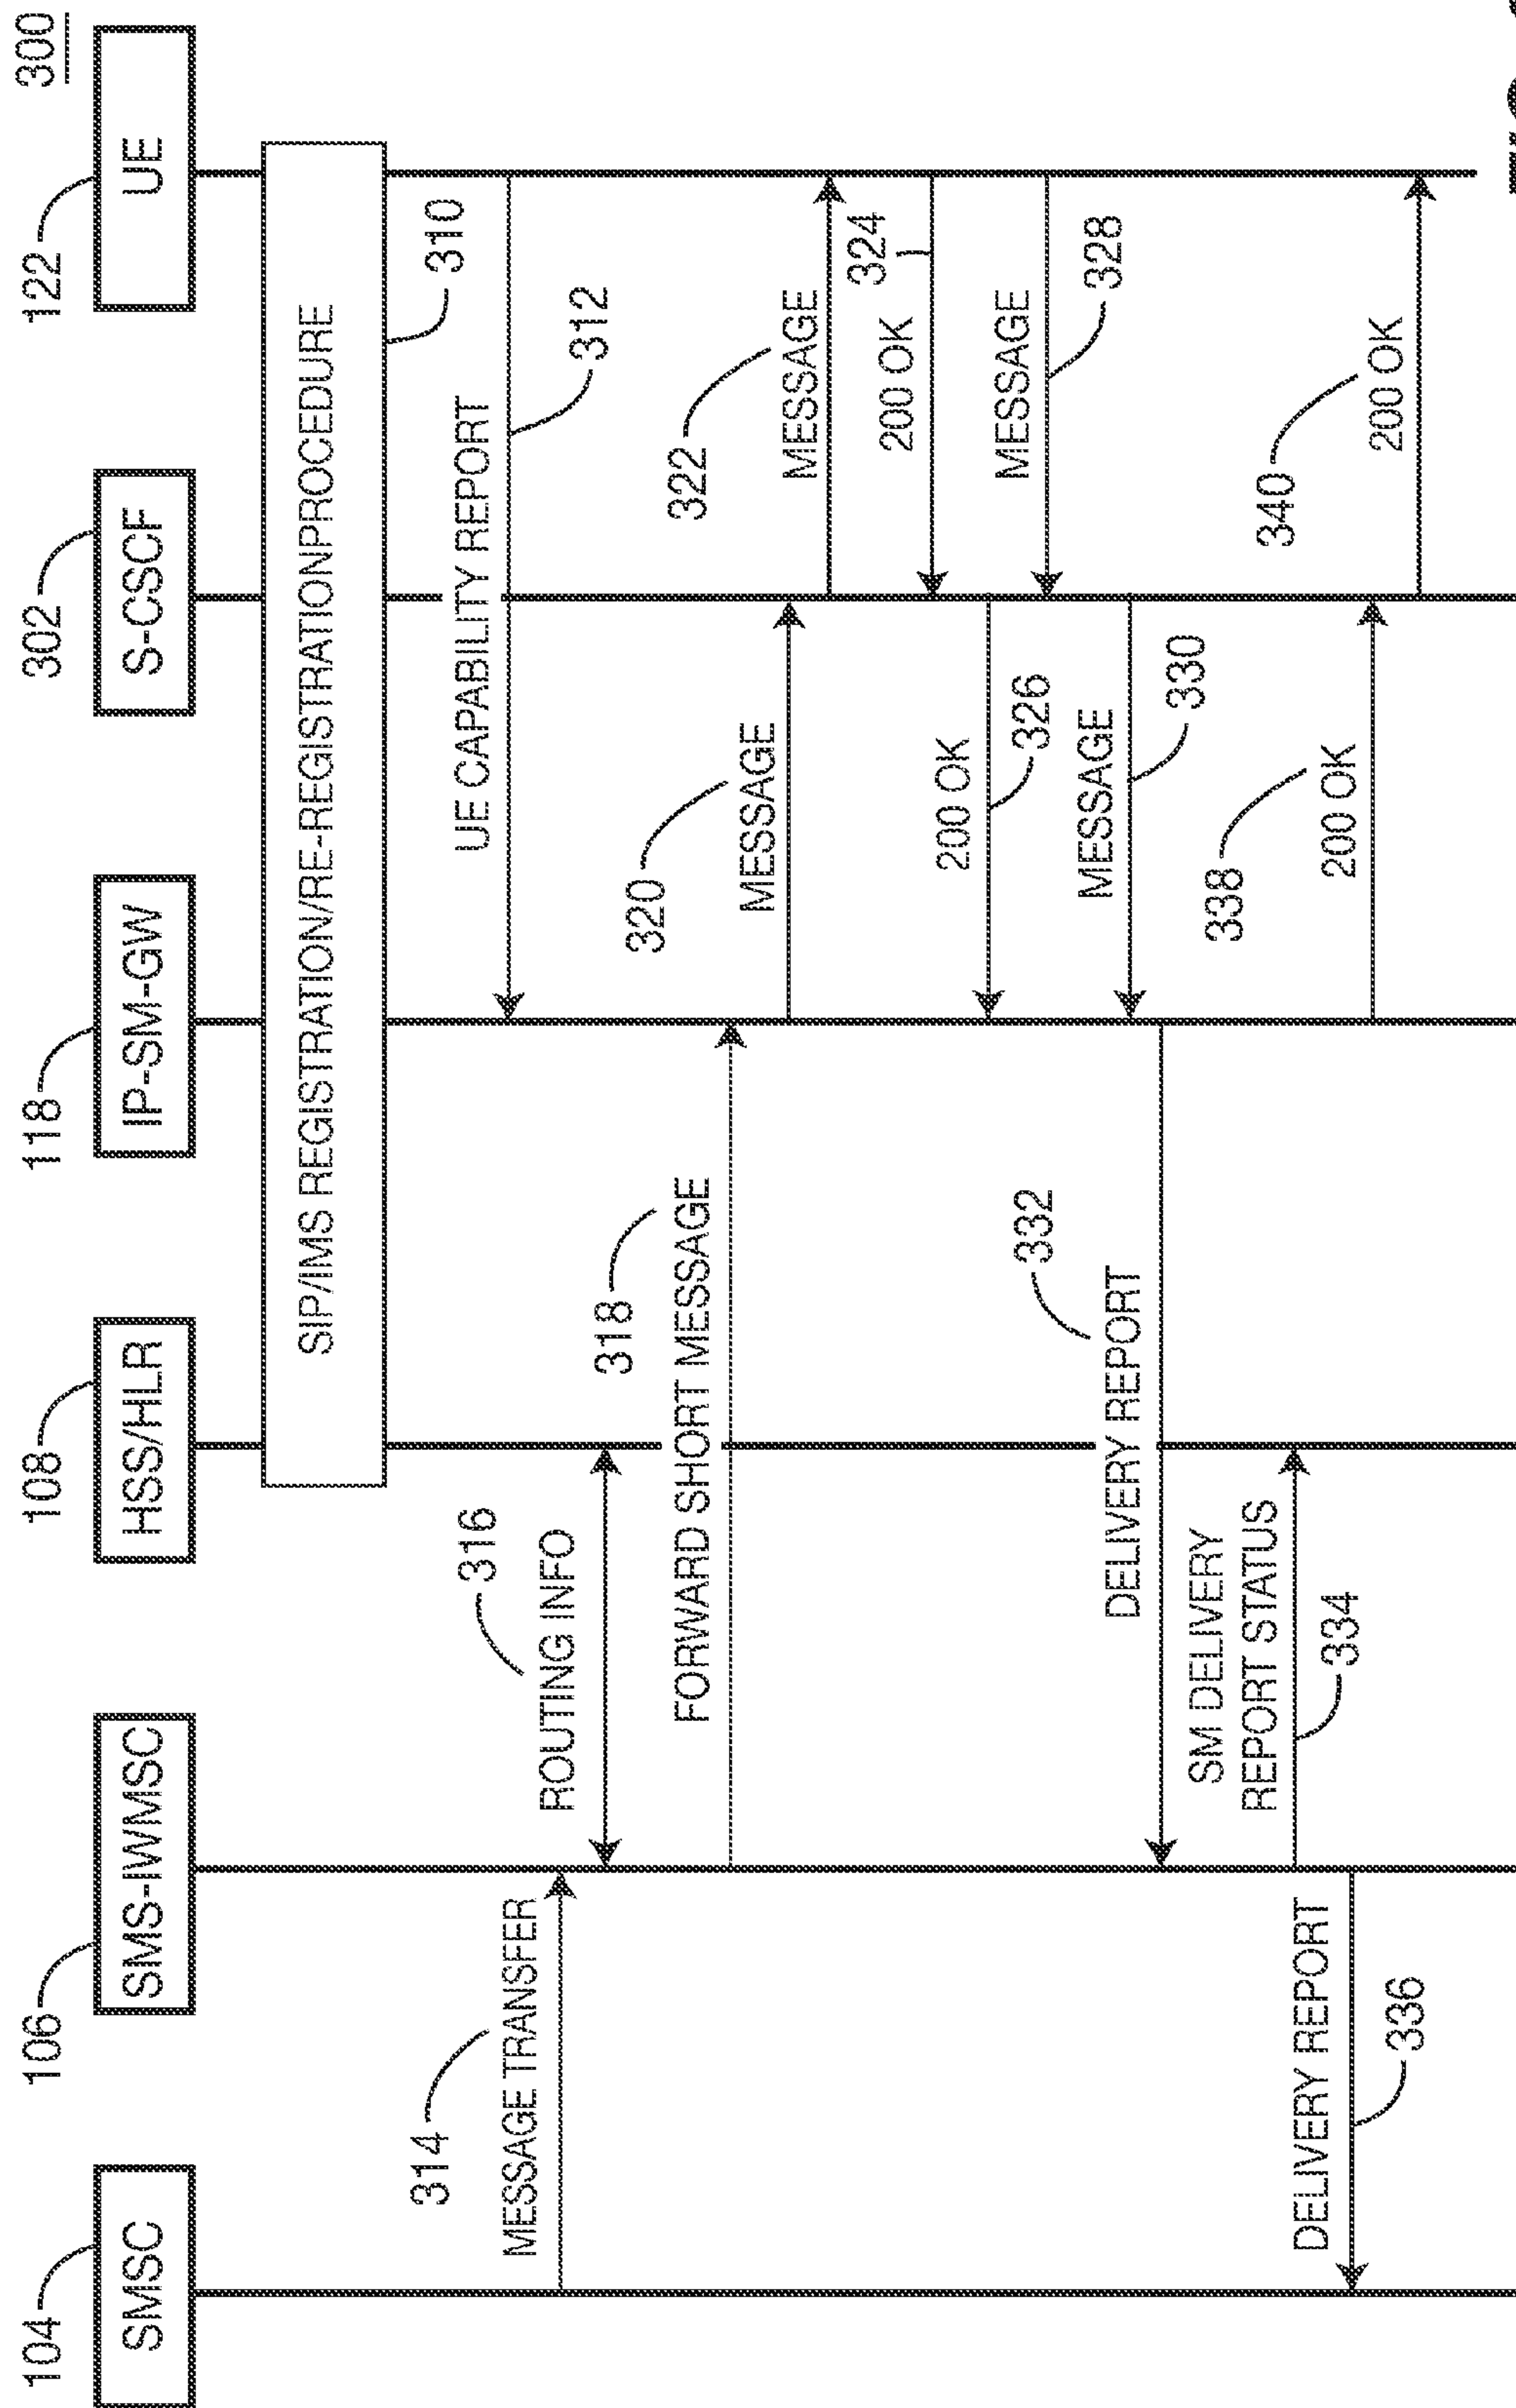 300
104
106
108
118
302
122
SMSC
SMS-IWMSC
HSS/HLR
IP-SM-GW
S-CSCF
UE
SIP/IMS REGISTRATION/RE-REGISTRATIONPROCEDURE
310
UE CAPABILITY REPORT
312
314
MESSAGE TRANSFER
316
ROUTING INFO
318
FORWARD SHORT MESSAGE
320
MESSAGE
322
MESSAGE
324
200 OK
200 OK
326
MESSAGE
328
MESSAGE
330
332
DELIVERY REPORT
SM DELIVERY
REPORT STATUS
334
DELIVERY REPORT
336
338
200 OK
340
200 OK